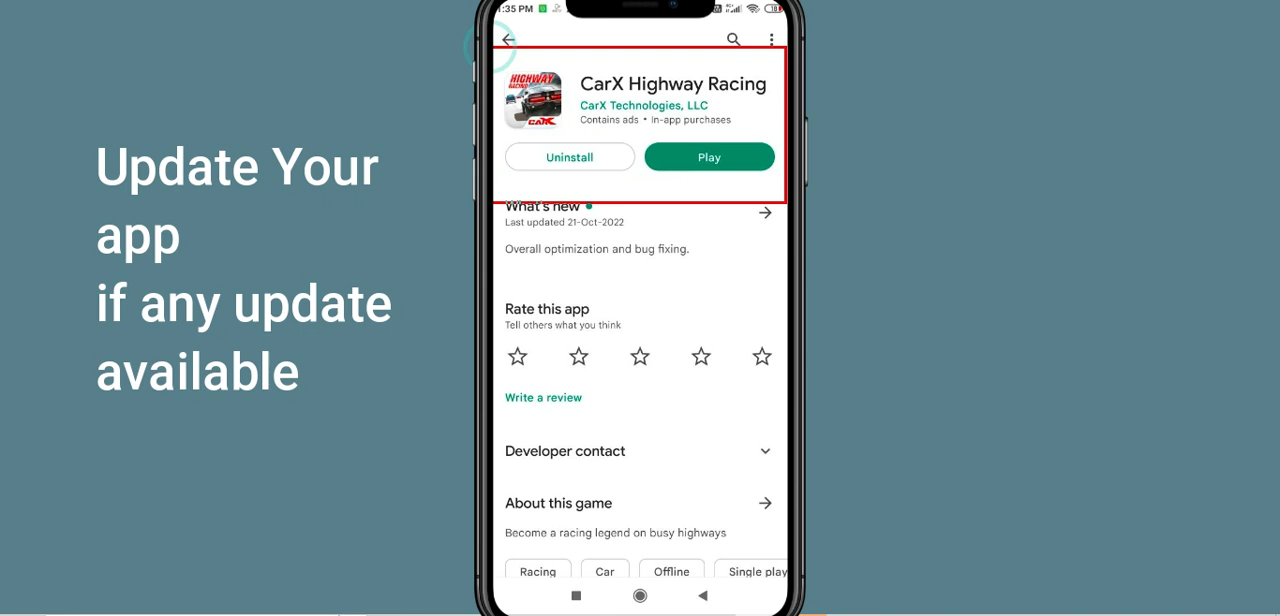 Update Your
app
if any update
available
:35 PM
HIGHWAY
RACING
CARX
CarX Highway Racing
CarX Technologies, LLC
Contains ads • In-app purchases
Uninstall
Play
What's new
Last updated 21-Oct-2022
Overall optimization and bug fixing.
Rate this app
Tell others what you think
Write a review
Developer contact
About this game
Become a racing legend on busy highways
Racing
Car
Offline
Single play